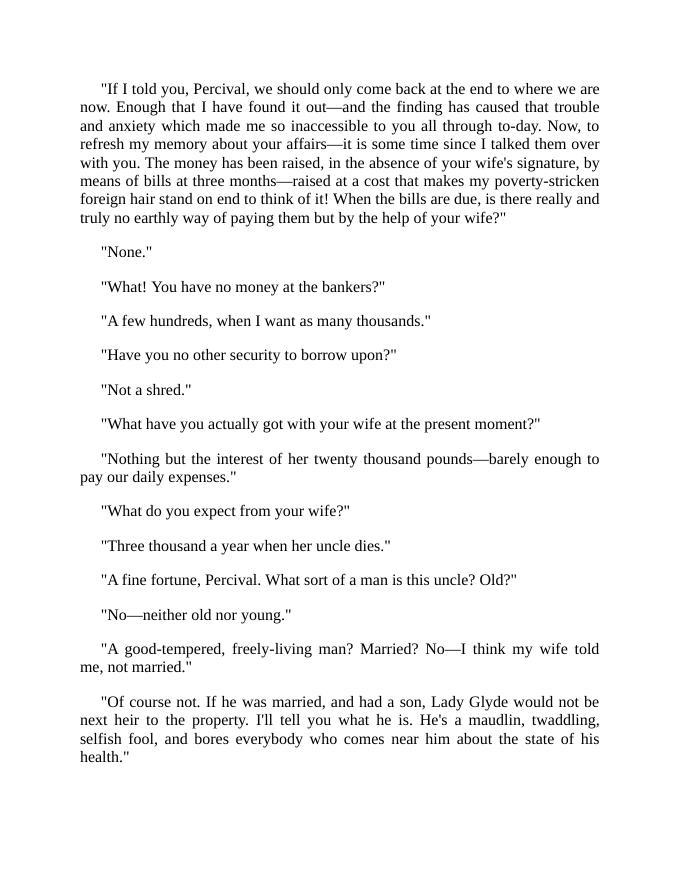 "If I told you, Percival, we should only come back at the end to where we are
now. Enough that I have found it out—and the finding has caused that trouble
and anxiety which made me so inaccessible to you all through to-day. Now, to
refresh my memory about your affairs—it is some time since I talked them over
with you. The money has been raised, in the absence of your wife's signature, by
means of bills at three months—raised at a cost that makes my poverty-stricken
foreign hair stand on end to think of it! When the bills are due, is there really and
truly no earthly way of paying them but by the help of your wife?"
"None."
"What! You have no money at the bankers?"
"A few hundreds, when I want as many thousands."
"Have you no other security to borrow upon?"
"Not a shred."
"What have you actually got with your wife at the present moment?"
"Nothing but the interest of her twenty thousand pounds—barely enough to
pay our daily expenses."
"What do you expect from your wife?"
"Three thousand a year when her uncle dies."
"A fine fortune, Percival. What sort of a man is this uncle? Old?"
"No—neither old nor young."
"A good-tempered, freely-living man? Married? No—I think my wife told
me, not married."
"Of course not. If he was married, and had a son, Lady Glyde would not be
next heir to the property. I'll tell you what he is. He's a maudlin, twaddling,
selfish fool, and bores everybody who comes near him about the state of his
health."